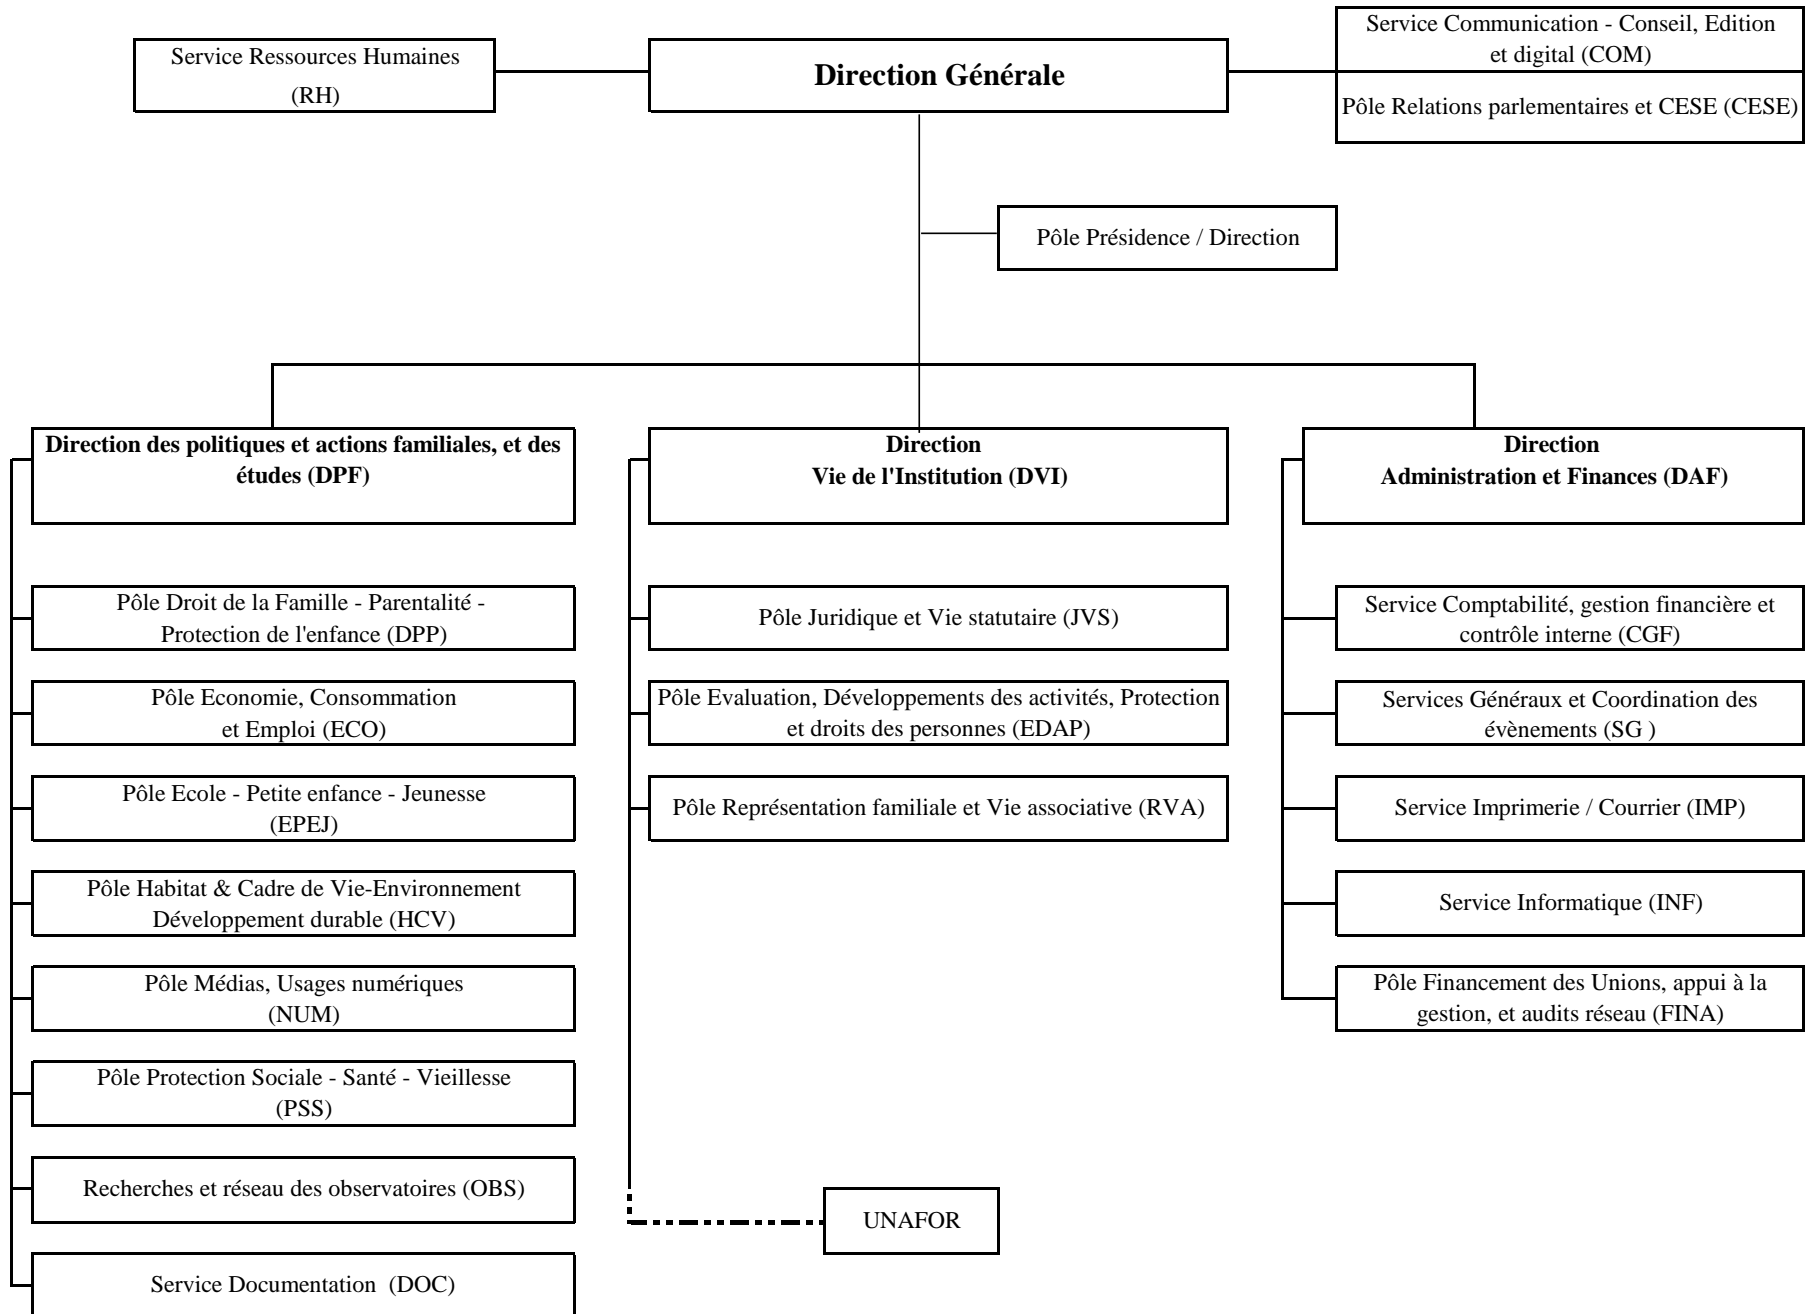 Service Ressources Humaines
(RH)
Direction Générale
Service Communication - Conseil, Edition
et digital (COM)
Pôle Relations parlementaires et CESE (CESE)
Pôle Présidence / Direction
Direction des politiques et actions familiales, et des
études (DPF)
Pôle Droit de la Famille - Parentalité -
Protection de l'enfance (DPP)
Pôle Economie, Consommation
et Emploi (ECO)
Pôle Ecole - Petite enfance - Jeunesse
(EPEJ)
Pôle Habitat & Cadre de Vie-Environnement
Développement durable (HCV)
Pôle Médias, Usages numériques
(NUM)
Pôle Protection Sociale - Santé - Vieillesse
(PSS)
Recherches et réseau des observatoires (OBS)
Service Documentation  (DOC)
Direction
Vie de l'Institution (DVI)
Pôle Juridique et Vie statutaire (JVS)
Pôle Evaluation, Développements des activités, Protection
et droits des personnes (EDAP)
Pôle Représentation familiale et Vie associative (RVA)
UNAFOR
Direction
Administration et Finances (DAF)
Service Comptabilité, gestion financière et
contrôle interne (CGF)
Services Généraux et Coordination des
évènements (SG )
Service Imprimerie / Courrier (IMP)
Service Informatique (INF)
Pôle Financement des Unions, appui à la
gestion, et audits réseau (FINA)